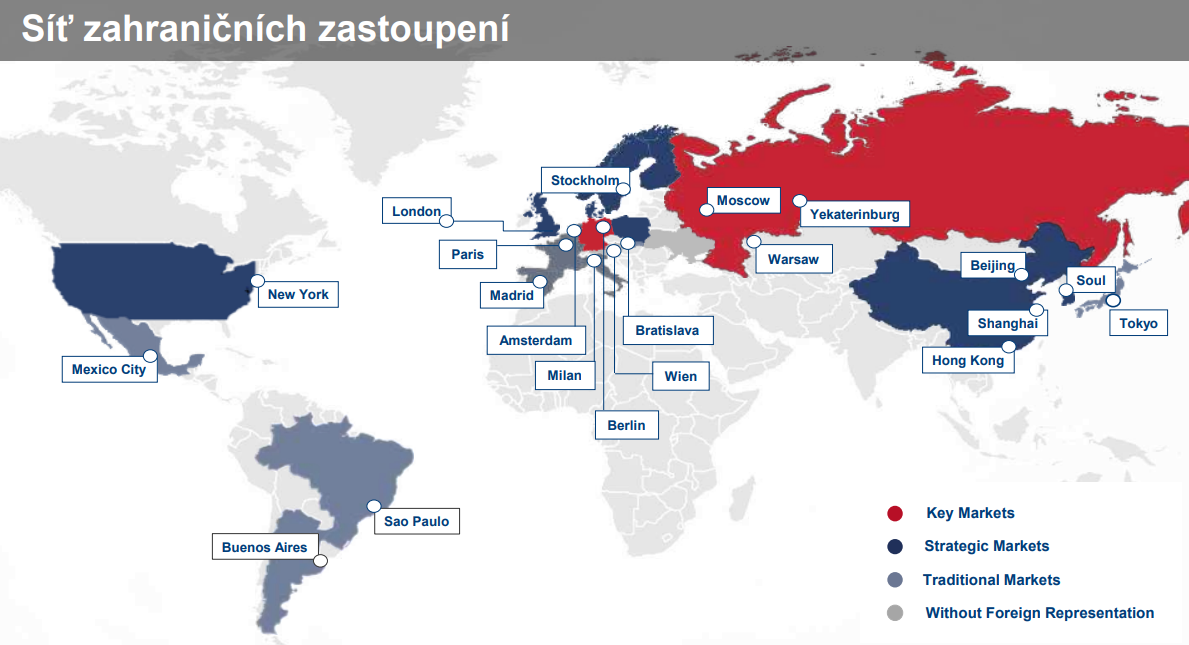 Síť zahraničních zastoupení
Stockholm
London
Moscow
Yekaterinburg
Paris
Warsaw
Beijing
Soul
New York
Madrid
Shanghai
Tokyo
Amsterdam
Bratislava
Hong Kong
Mexico City
Milan
Wien
Berlin
Sao Paulo
Buenos Aires
Key Markets
Strategic Markets
Traditional Markets
Without Foreign Representation